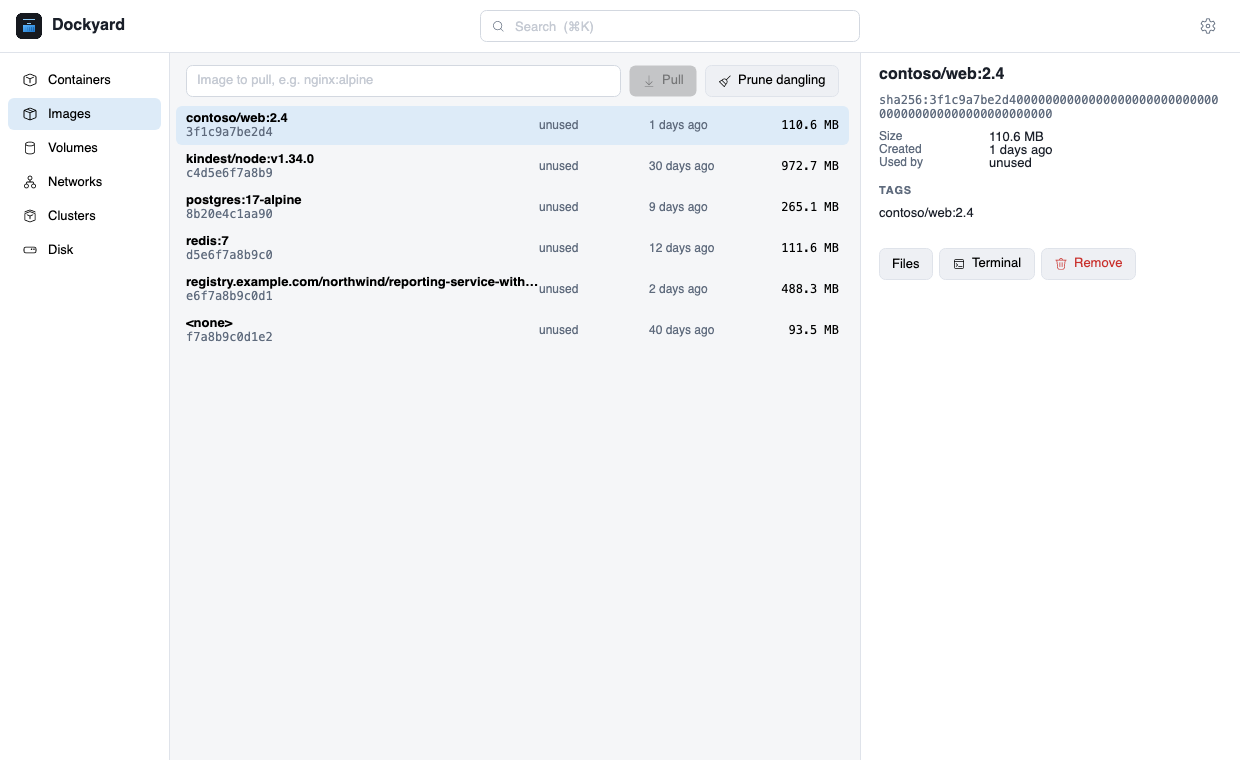 Dockyard
Search (⌘K)
Containers
Images
Volumes
Networks
Clusters
Disk
Image to pull, e.g. nginx:alpine
Pull
Prune dangling
contoso/web:2.4
3f1c9a7be2d4
unused
1 days ago
110.6 MB
kindest/node:v1.34.0
c4d5e6f7a8b9
unused
30 days ago
972.7 MB
postgres:17-alpine
8b20e4c1aa90
unused
9 days ago
265.1 MB
redis:7
d5e6f7a8b9c0
unused
12 days ago
111.6 MB
registry.example.com/northwind/reporting-service-with...
e6f7a8b9c0d1
unused
2 days ago
488.3 MB
<none>
f7a8b9c0d1e2
unused
40 days ago
93.5 MB
contoso/web:2.4
sha256:3f1c9a7be2d40000000000000000000000000000
000000000000000000000000
Size 110.6 MB
Created 1 days ago
Used by unused
TAGS
contoso/web:2.4
Files
Terminal
Remove